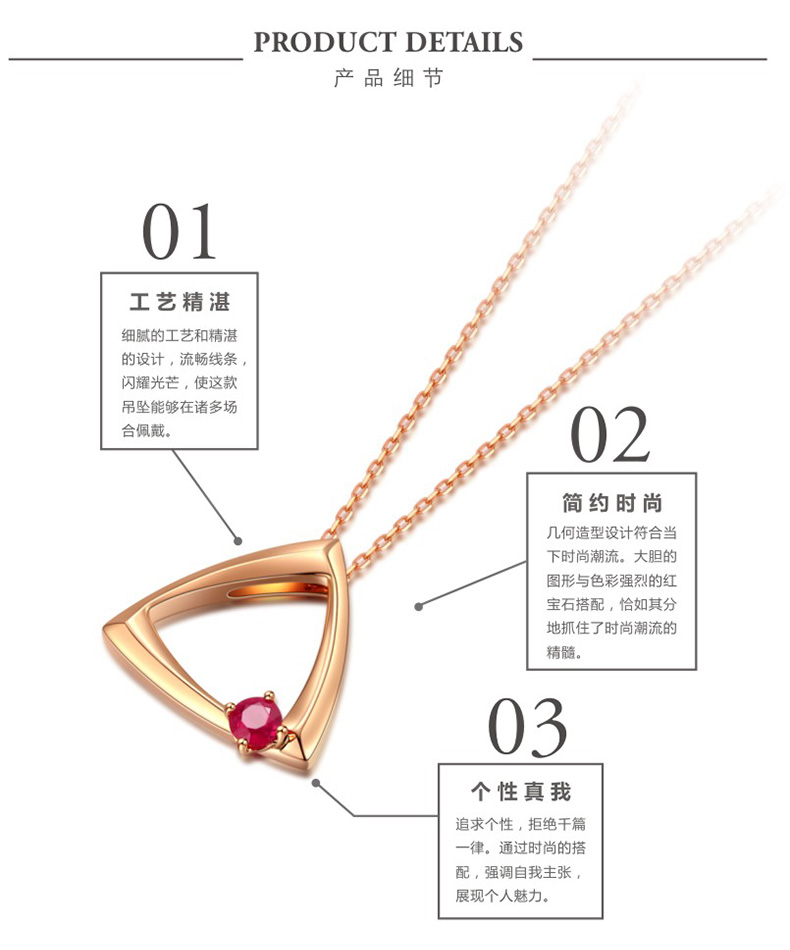 PRODUCT DETAILS
产品细节
01
工艺精湛
细腻的工艺和精湛
的设计，流畅线条，
闪耀光芒，使这款
吊坠能够在诸多场
合佩戴。
02
简约时尚
几何造型设计符合当
下时尚潮流。大胆的
图形与色彩强烈的红
宝石搭配，恰如其分
地抓住了时尚潮流的
精髓。
03
个性真我
追求个性，拒绝千篇
一律。通过时尚的搭
配，强调自我主张，
展现个人魅力。